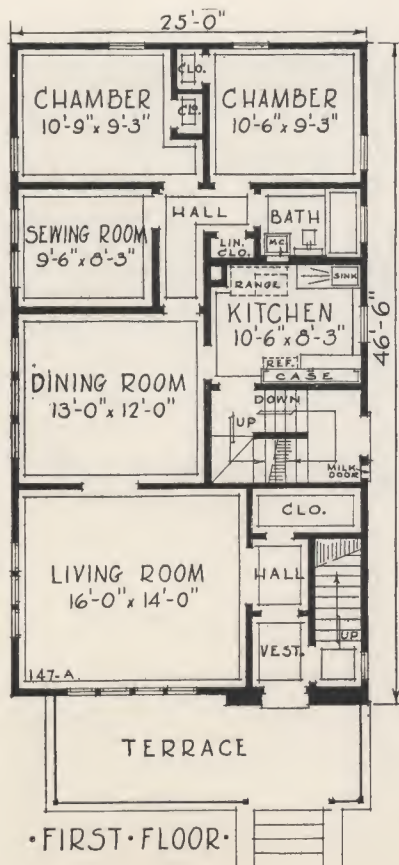 25'-0"
CLO.
CLO.
CHAMBER
10'-9" x 9'-3"
CHAMBER
10'-6" x 9'-3"
HALL
BATH
SEWING ROOM
9'-6" x 8'-3"
LIN.
CLO.
M.C.
RANGE
SINK
KITCHEN
10'-6" x 8'-3"
46'-6"
REF.
CASE
DINING ROOM
13'-0" x 12'-0"
DOWN
UP
MILK
DOOR
CLO.
LIVING ROOM
16'-0" x 14'-0"
HALL
UP
VEST.
147-A
TERRACE
•FIRST•FLOOR•